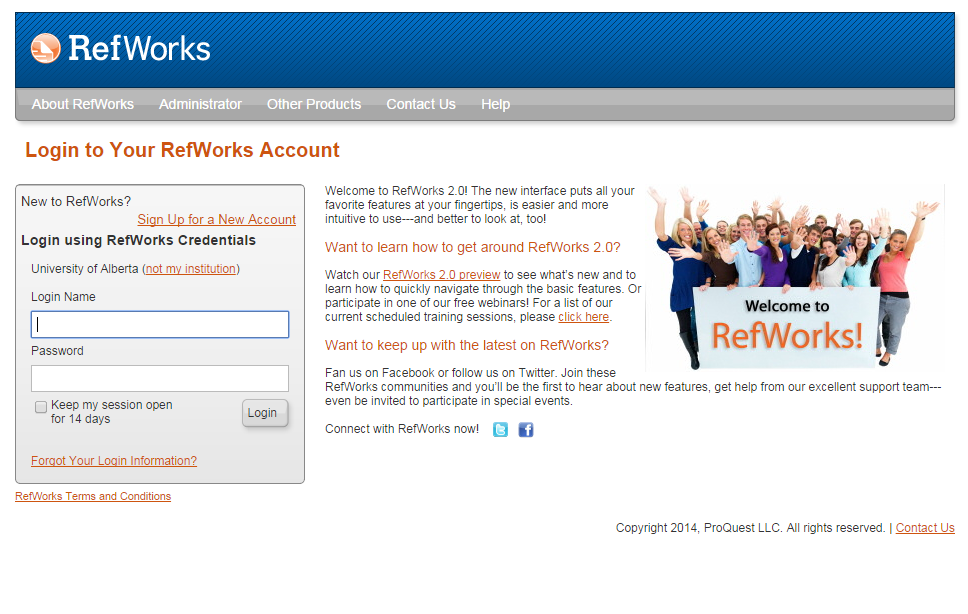 RefWorks
About RefWorks Administrator Other Products Contact Us Help
Login to Your RefWorks Account
New to RefWorks?
Sign Up for a New Account
Login using RefWorks Credentials
University of Alberta (not my institution)
Login Name
Password
Keep my session open
for 14 days
Login
Forgot Your Login Information?
RefWorks Terms and Conditions
Welcome to RefWorks 2.0! The new interface puts all your
favorite features at your fingertips, is easier and more
intuitive to use---and better to look at, too!
Want to learn how to get around RefWorks 2.0?
Watch our RefWorks 2.0 preview to see what's new and to
learn how to quickly navigate through the basic features. Or
participate in one of our free webinars! For a list of our
current scheduled training sessions, please click here.
Want to keep up with the latest on RefWorks?
Fan us on Facebook or follow us on Twitter. Join these
RefWorks communities and you'll be the first to hear about new features, get help from our excellent support team---
even be invited to participate in special events.
Connect with RefWorks now!
Welcome to
RefWorks!
Copyright 2014, ProQuest LLC. All rights reserved. | Contact Us